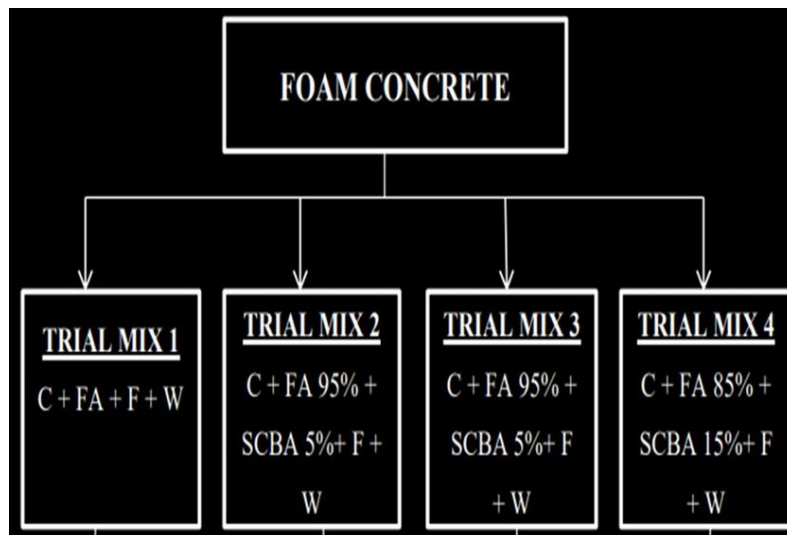 FOAM CONCRETE
TRIAL MIX 1
C + FA + F + W
TRIAL MIX 2
C + FA 95% +
SCBA 5%+ F +
W
TRIAL MIX 3
C + FA 95% +
SCBA 5%+ F
+ W
TRIAL MIX 4
C + FA 85% +
SCBA 15%+ F
+ W